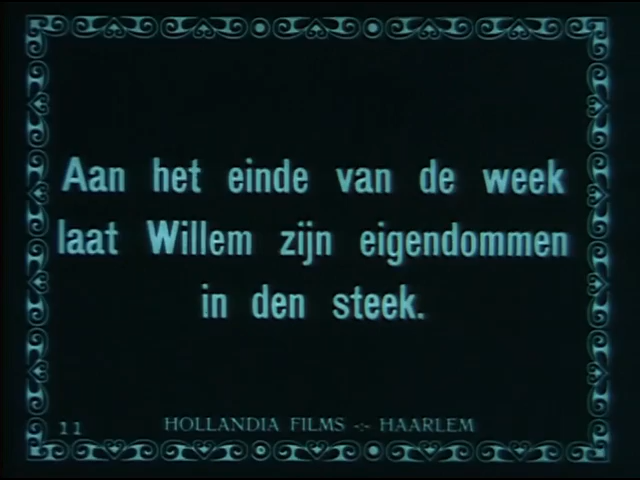 Aan het einde van de week
laat Willem zijn eigendommen
in den steek.
11
HOLLANDIA FILMS -:- HAARLEM